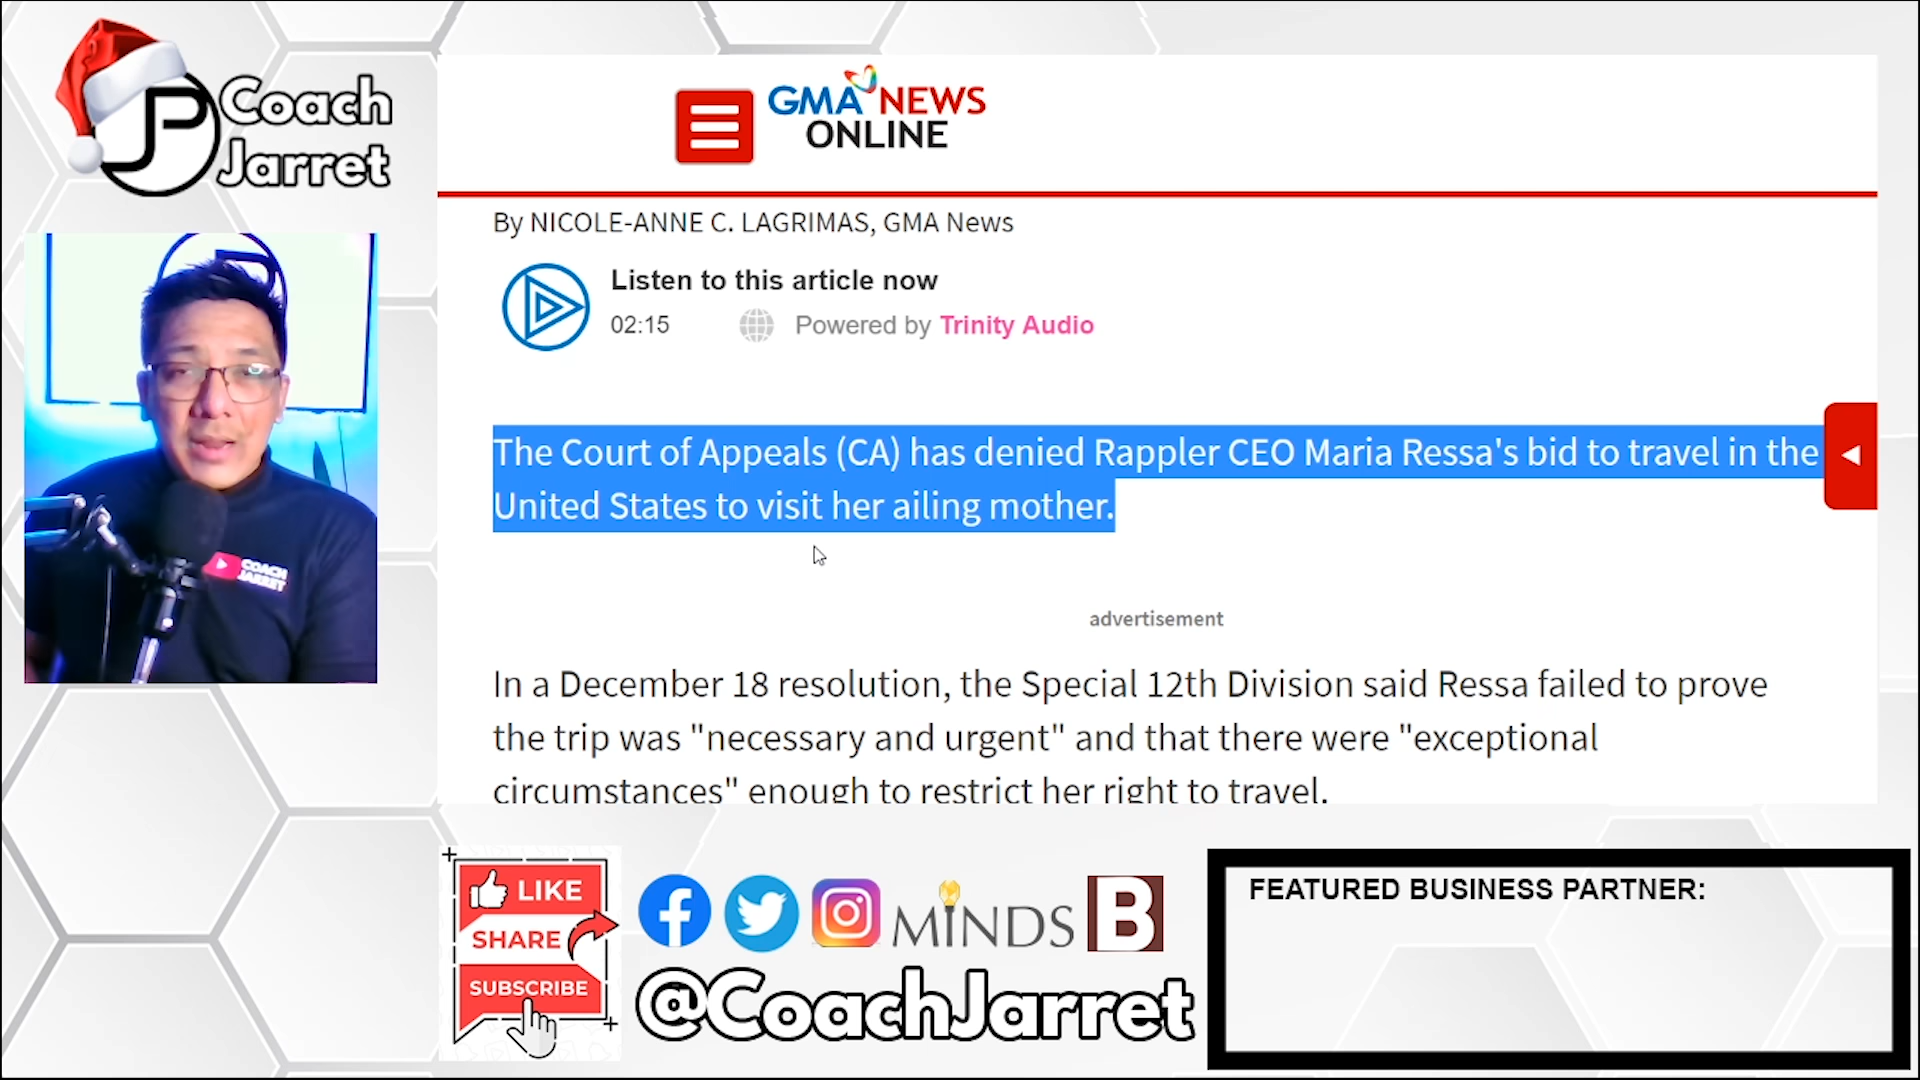 Coach
Jarret
GMA NEWS
ONLINE
By NICOLE-ANNE C. LAGRIMAS, GMA News
Listen to this article now
02:15
Powered by Trinity Audio
The Court of Appeals (CA) has denied Rappler CEO Maria Ressa's bid to travel in the
United States to visit her ailing mother.
advertisement
In a December 18 resolution, the Special 12th Division said Ressa failed to prove
the trip was "necessary and urgent" and that there were "exceptional
circumstances" enough to restrict her right to travel.
COACH
JARRET
LIKE
SHARE
SUBSCRIBE
MINDS
B
@CoachJarret
FEATURED BUSINESS PARTNER: